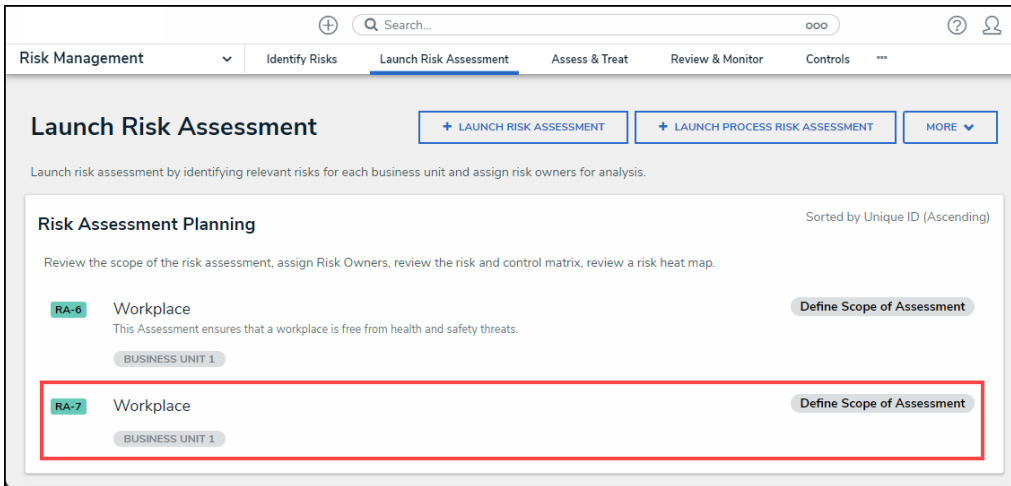 Search...
ooo
Risk Management
Identify Risks
Launch Risk Assessment
Assess & Treat
Review & Monitor
Controls
Launch Risk Assessment
+ LAUNCH RISK ASSESSMENT
+ LAUNCH PROCESS RISK ASSESSMENT
MORE
Launch risk assessment by identifying relevant risks for each business unit and assign risk owners for analysis.
Risk Assessment Planning
Sorted by Unique ID (Ascending)
Review the scope of the risk assessment, assign Risk Owners, review the risk and control matrix, review a risk heat map.
RA-6
Workplace
Define Scope of Assessment
This Assessment ensures that a workplace is free from health and safety threats.
BUSINESS UNIT 1
RA-7
Workplace
Define Scope of Assessment
BUSINESS UNIT 1